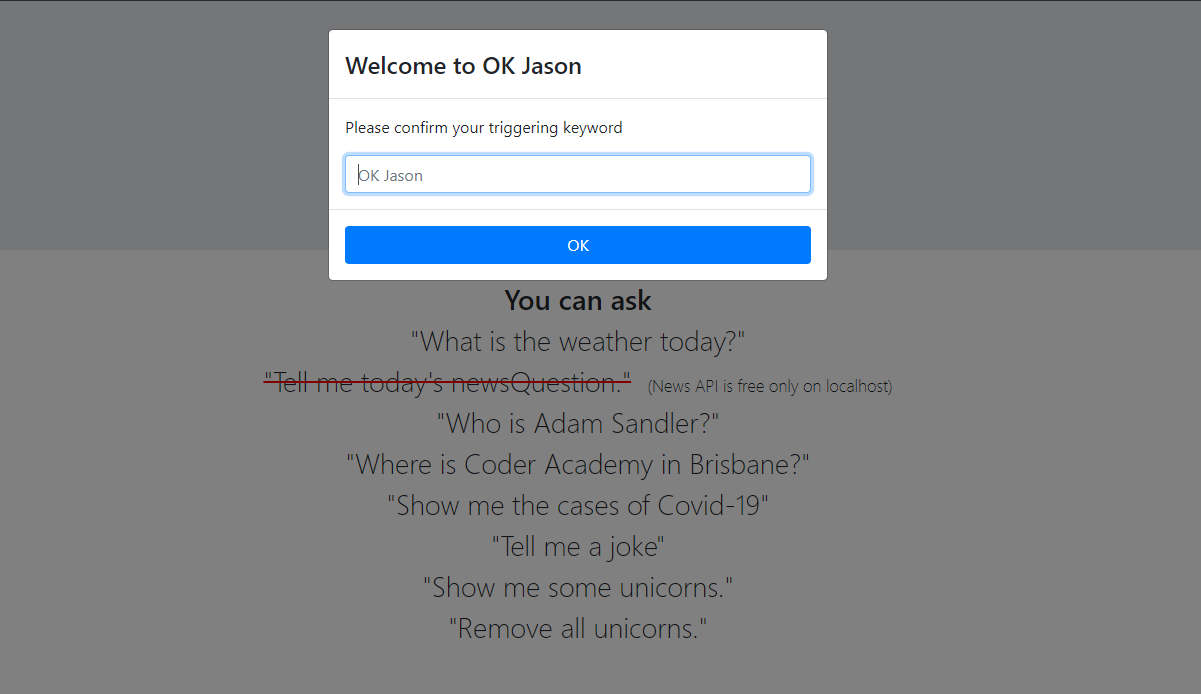 Welcome to OK Jason
Please confirm your triggering keyword
OK Jason
OK
You can ask
"What is the weather today?"
"Tell me today's newsQuestion." (News API is free only on localhost)
"Who is Adam Sandler?"
"Where is Coder Academy in Brisbane?"
"Show me the cases of Covid-19"
"Tell me a joke"
"Show me some unicorns."
"Remove all unicorns."